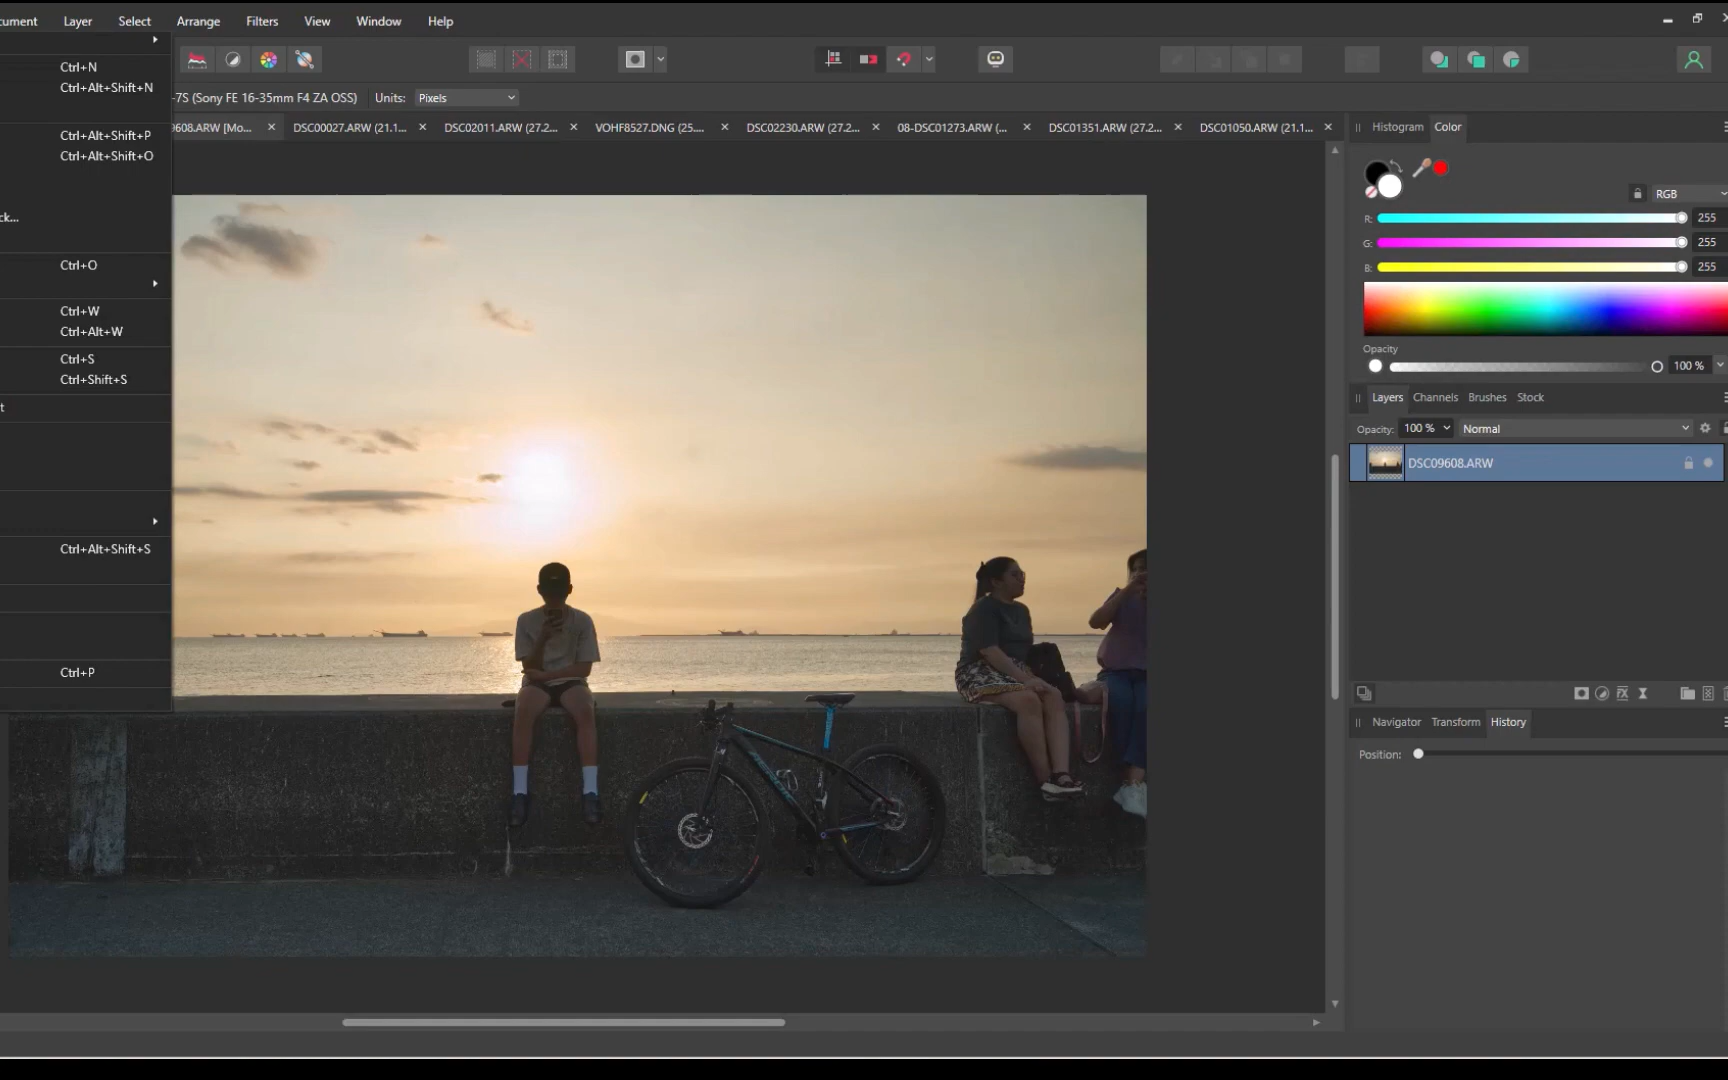 cument Layer Select Arrange Filters View Window Help
Ctrl+N
Ctrl+Alt+Shift+N
Ctrl+Alt+Shift+P
Ctrl+Alt+Shift+O
ck...
Ctrl+O
Ctrl+W
Ctrl+Alt+W
Ctrl+S
Ctrl+Shift+S
t
Ctrl+Alt+Shift+S
Ctrl+P
-7S (Sony FE 16-35mm F4 ZA OSS) Units: Pixels
9608.ARW [Mo... DSC00027.ARW (21.1... DSC02011.ARW (27.2... VOHF8527.DNG (25.... DSC02230.ARW (27.2... 08-DSC01273.ARW (... DSC01351.ARW (27.2... DSC01050.ARW (21.1...
Histogram Color
RGB
R: 255
G: 255
B: 255
Opacity
100 %
Layers Channels Brushes Stock
Opacity: 100 % Normal
DSC09608.ARW
Navigator Transform History
Position: